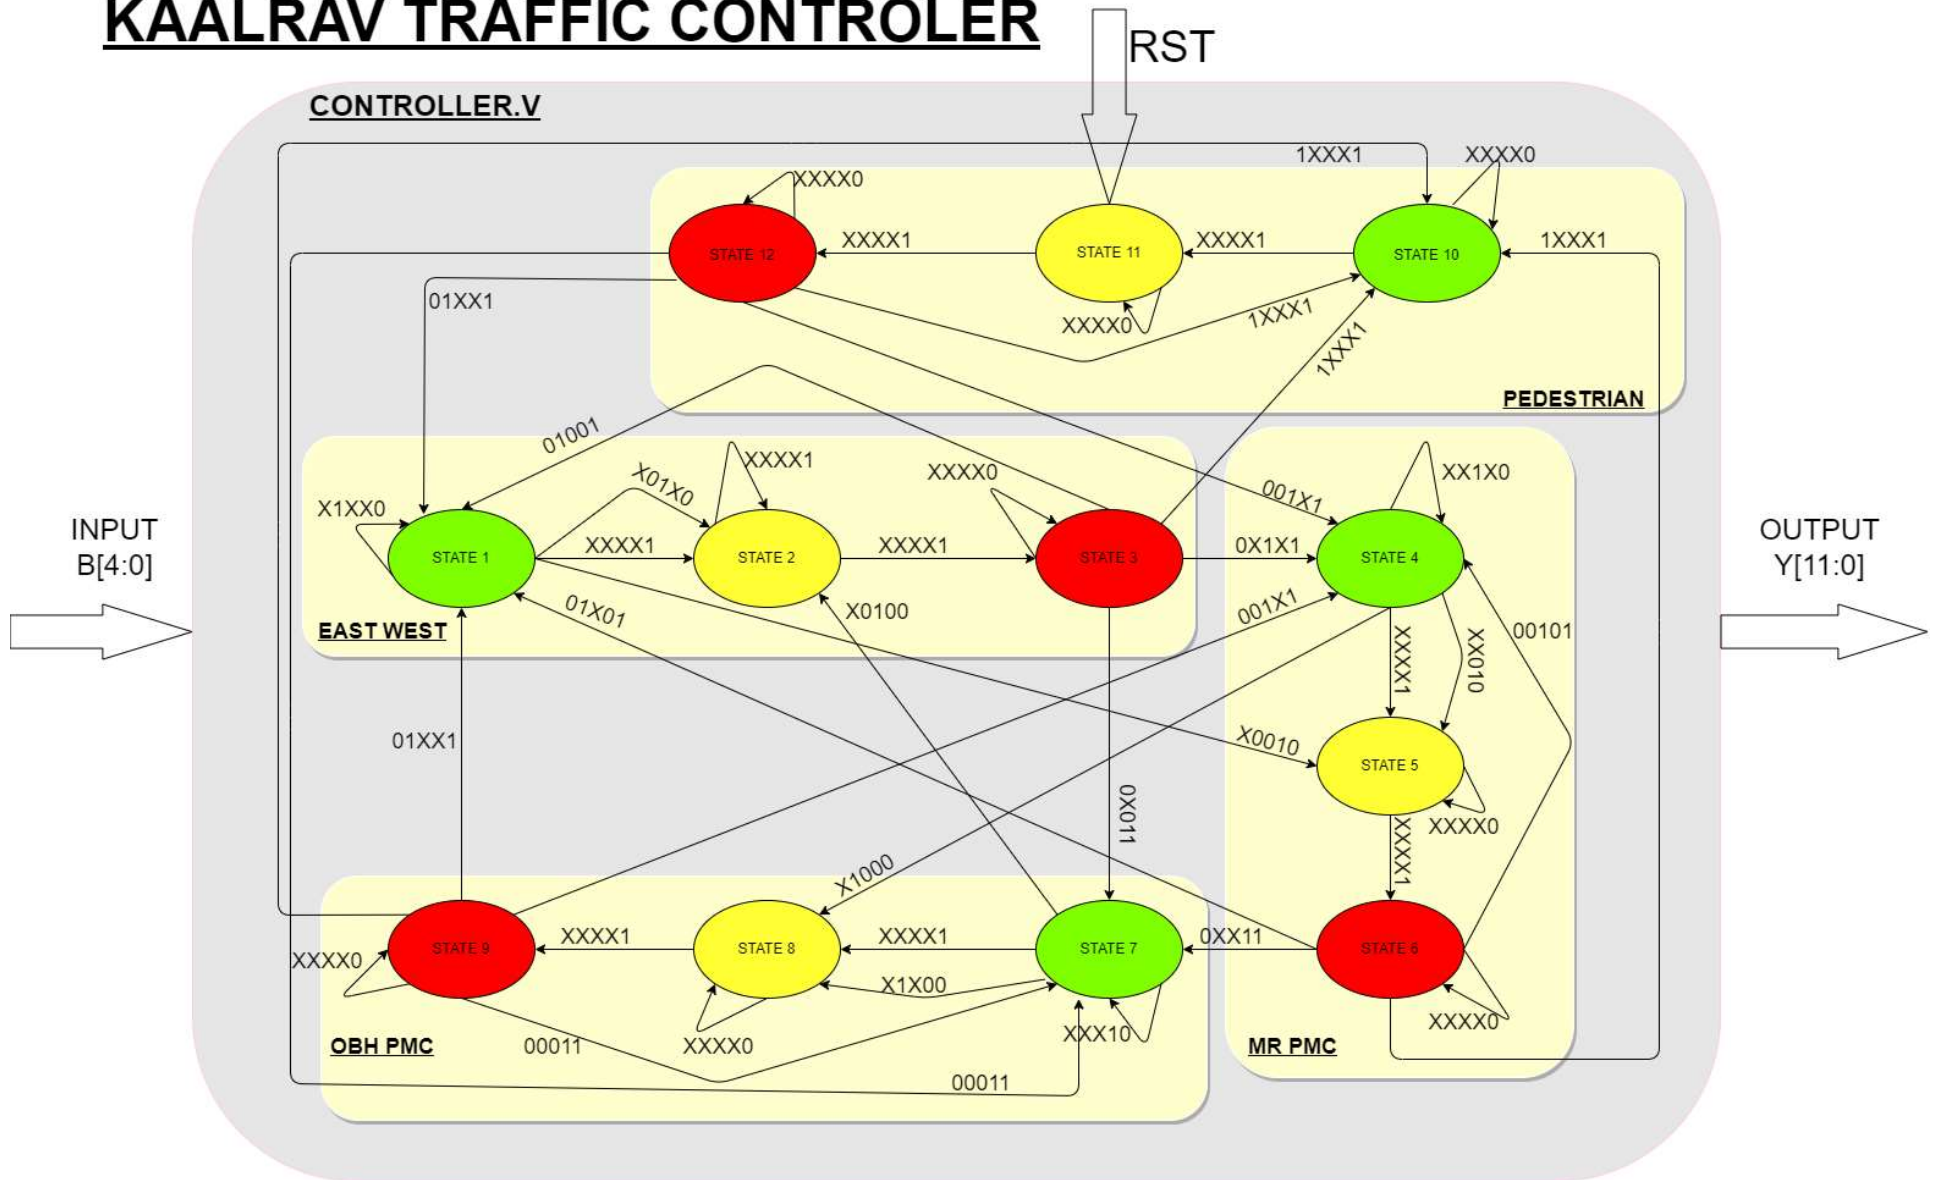 KAALRAV TRAFFIC CONTROLER
RST
CONTROLLER.V
1XXX1
XXXX0
XXXX0
STATE 12
XXXX1
STATE 11
XXXX1
STATE 10
1XXX1
01XX1
XXXX0
1XXX1
1XXX1
PEDESTRIAN
01001
X1XX0
X01X0
XXXX1
XXXX0
001X1
XX1X0
INPUT
B[4:0]
STATE 1
XXXX1
STATE 2
XXXX1
STATE 3
0X1X1
STATE 4
OUTPUT
Y[11:0]
EAST WEST
01X01
X0100
001X1
XXXX1
XX010
00101
01XX1
X0010
STATE 5
0X011
XXXX0
XXXX1
X1000
XXXX0
STATE 9
XXXX1
STATE 8
XXXX1
STATE 7
0XX11
STATE 6
X1X00
OBH PMC
00011
XXXX0
XXX10
MR PMC
XXXX0
00011